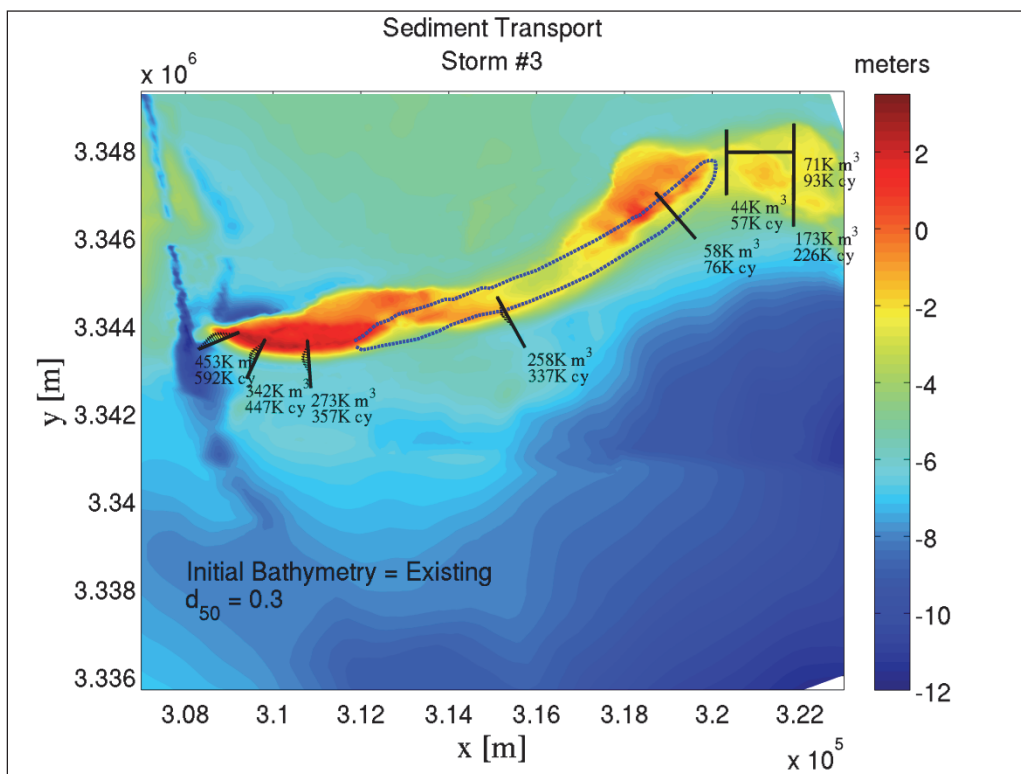 Sediment Transport
Storm #3
x 10⁶
meters
3.348
3.346
3.344
3.342
3.34
3.338
3.336
y [m]
71K m³
93K cy
44K m³
57K cy
173K m³
226K cy
58K m³
76K cy
453K m
592K cy
342K m³
447K cy
273K m³
357K cy
258K m³
337K cy
Initial Bathymetry = Existing
d₅₀ = 0.3
2
0
-2
-4
-6
-8
-10
-12
3.08 3.1 3.12 3.14 3.16 3.18 3.2 3.22
x [m]
x 10⁵